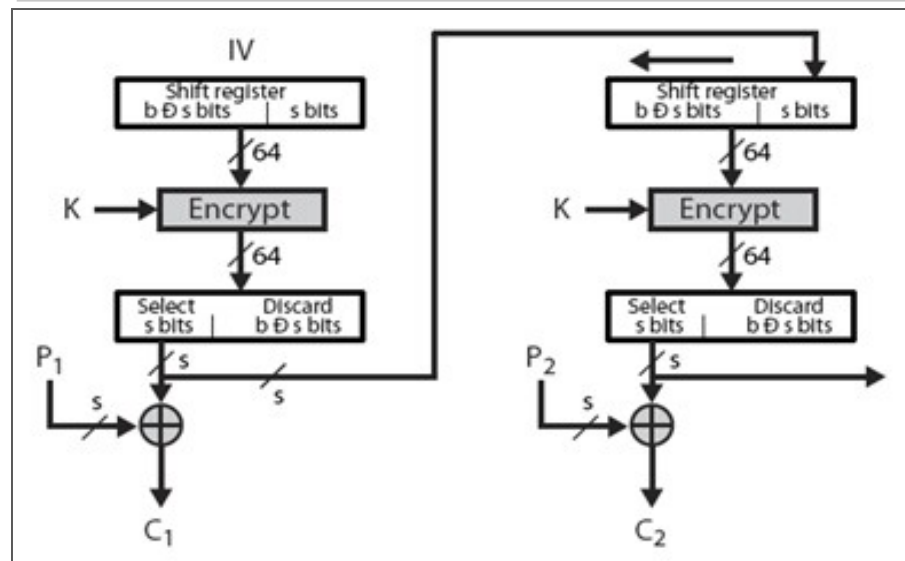 IV
Shift register
b Đ s bits | s bits
64
K
Encrypt
64
Select
s bits | Discard
b Đ s bits
P1
s
s
s
C1
Shift register
b Đ s bits | s bits
64
K
Encrypt
64
Select
s bits | Discard
b Đ s bits
P2
s
s
C2